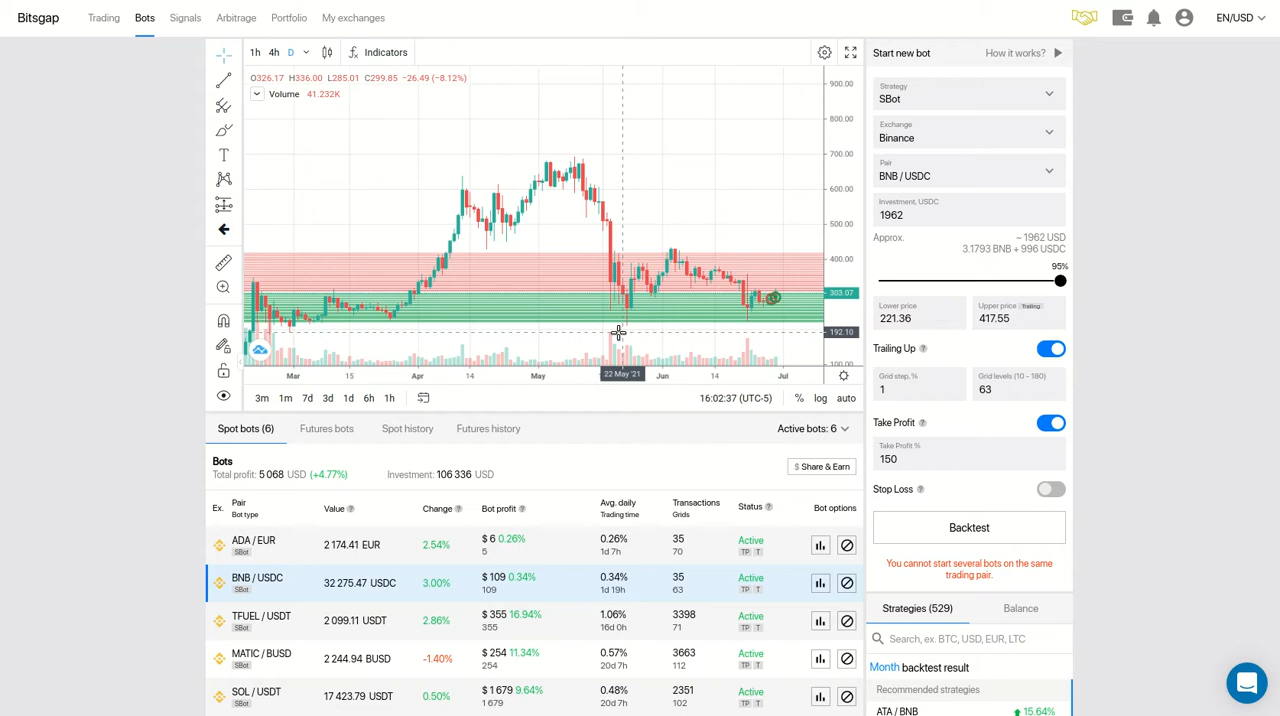 Bitsgap Trading Bots Signals Arbitrage Portfolio My exchanges EN/USD
1h 4h D Indicators
O326.17 H336.00 L285.01 C299.85 −26.49 (−8.12%)
Volume 41.232K
900.00
800.00
700.00
600.00
500.00
400.00
303.07
192.10
100.00
Mar 15 Apr 14 May 22 May '21 Jun 14 Jul
3m 1m 7d 3d 1d 6h 1h 16:02:37 (UTC-5) % log auto
Spot bots (6) Futures bots Spot history Futures history Active bots: 6
Bots
Total profit: 5 068 USD (+4.77%) Investment: 106 336 USD $ Share & Earn
Ex. Pair Bot type Value ? Change ? Bot profit ? Avg. daily Trading time Transactions Grids Status ? Bot options
ADA / EUR 2 174.41 EUR 2.54% $ 6 0.26% 0.26% 35 Active
SBot 5 1d 7h 70 TP T
BNB / USDC 32 275.47 USDC 3.00% $ 109 0.34% 0.34% 35 Active
SBot 109 1d 19h 63 TP T
TFUEL / USDT 2 099.11 USDT 2.86% $ 355 16.94% 1.06% 3398 Active
SBot 355 16d 0h 71 TP T
MATIC / BUSD 2 244.94 BUSD -1.40% $ 254 11.34% 0.57% 3663 Active
SBot 254 20d 7h 112 TP T
SOL / USDT 17 423.79 USDT 0.50% $ 1 679 9.64% 0.48% 2351 Active
SBot 1 679 20d 7h 102 TP T
Start new bot How it works?
Strategy
SBot
Exchange
Binance
Pair
BNB / USDC
Investment, USDC
1962
Approx. ~ 1962 USD
3.1793 BNB + 996 USDC
95%
Lower price Upper price Trailing
221.36 417.55
Trailing Up ?
Grid step, % Grid levels (10 - 180)
1 63
Take Profit ?
Take Profit %
150
Stop Loss ?
Backtest
You cannot start several bots on the same
trading pair.
Strategies (529) Balance
Search, ex. BTC, USD, EUR, LTC
Month backtest result
Recommended strategies
ATA / BNB 15.64%